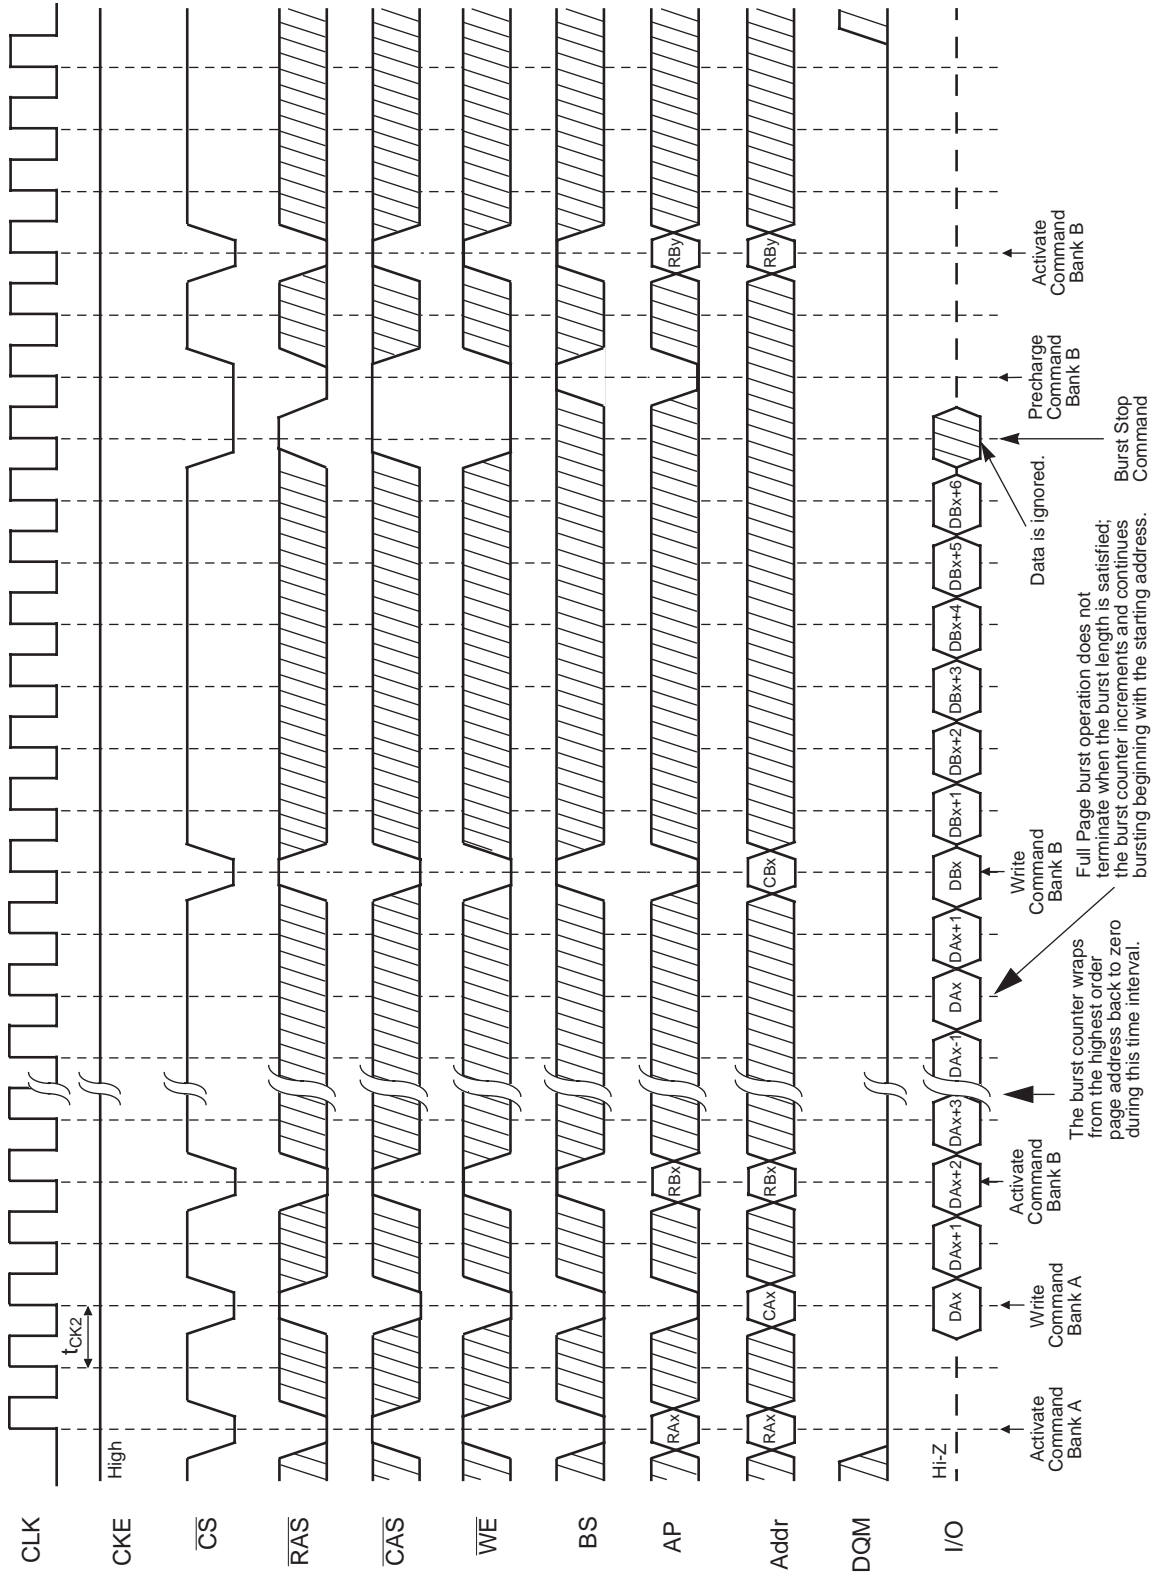 CLK
tCK2
CKE
High
CS
RAS
CAS
WE
BS
AP
RAx
RBx
RBy
Addr
RAx
CAx
RBx
CBx
RBy
DQM
I/O
Hi-Z
DAx
DAx+1
DAx+2
DAx+3
DAx-1
DAx
DAx+1
DBx
DBx+1
DBx+2
DBx+3
DBx+4
DBx+5
DBx+6
Activate
Command
Bank A
Write
Command
Bank A
Activate
Command
Bank B
Write
Command
Bank B
Data is ignored.
Precharge
Command
Bank B
Activate
Command
Bank B
The burst counter wraps
from the highest order
page address back to zero
during this time interval.
Full Page burst operation does not
terminate when the burst length is satisfied;
the burst counter increments and continues
bursting beginning with the starting address.
Burst Stop
Command